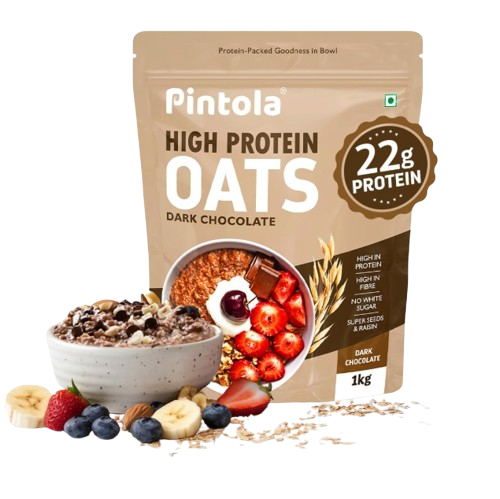 Protein-Packed Goodness in Bowl
Pintola®
HIGH PROTEIN
OATS
DARK CHOCOLATE
22g
PROTEIN
HIGH IN
PROTEIN
HIGH IN
FIBRE
NO WHITE
SUGAR
SUPER SEEDS
& RAISIN
DARK
CHOCOLATE
1kg